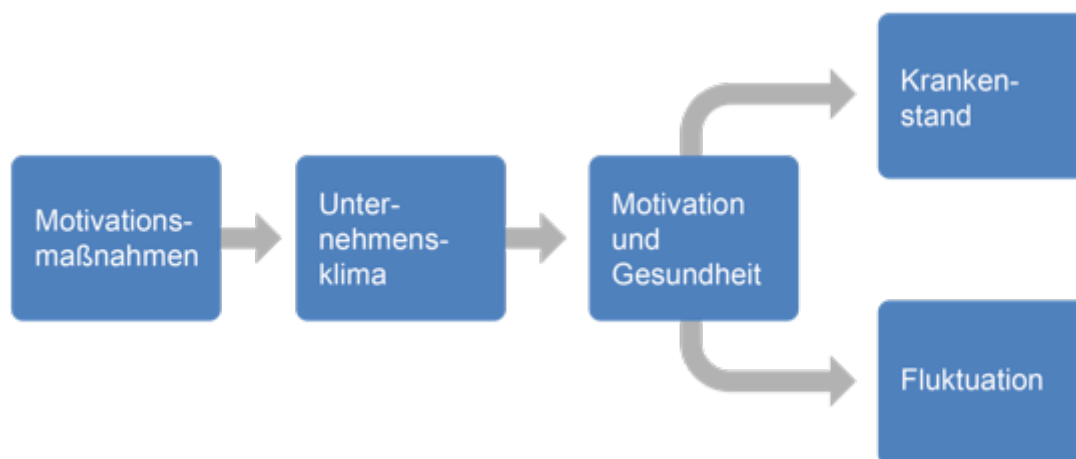 Motivations-
maßnahmen
Unter-
nehmens-
klima
Motivation
und
Gesundheit
Kranken-
stand
Fluktuation